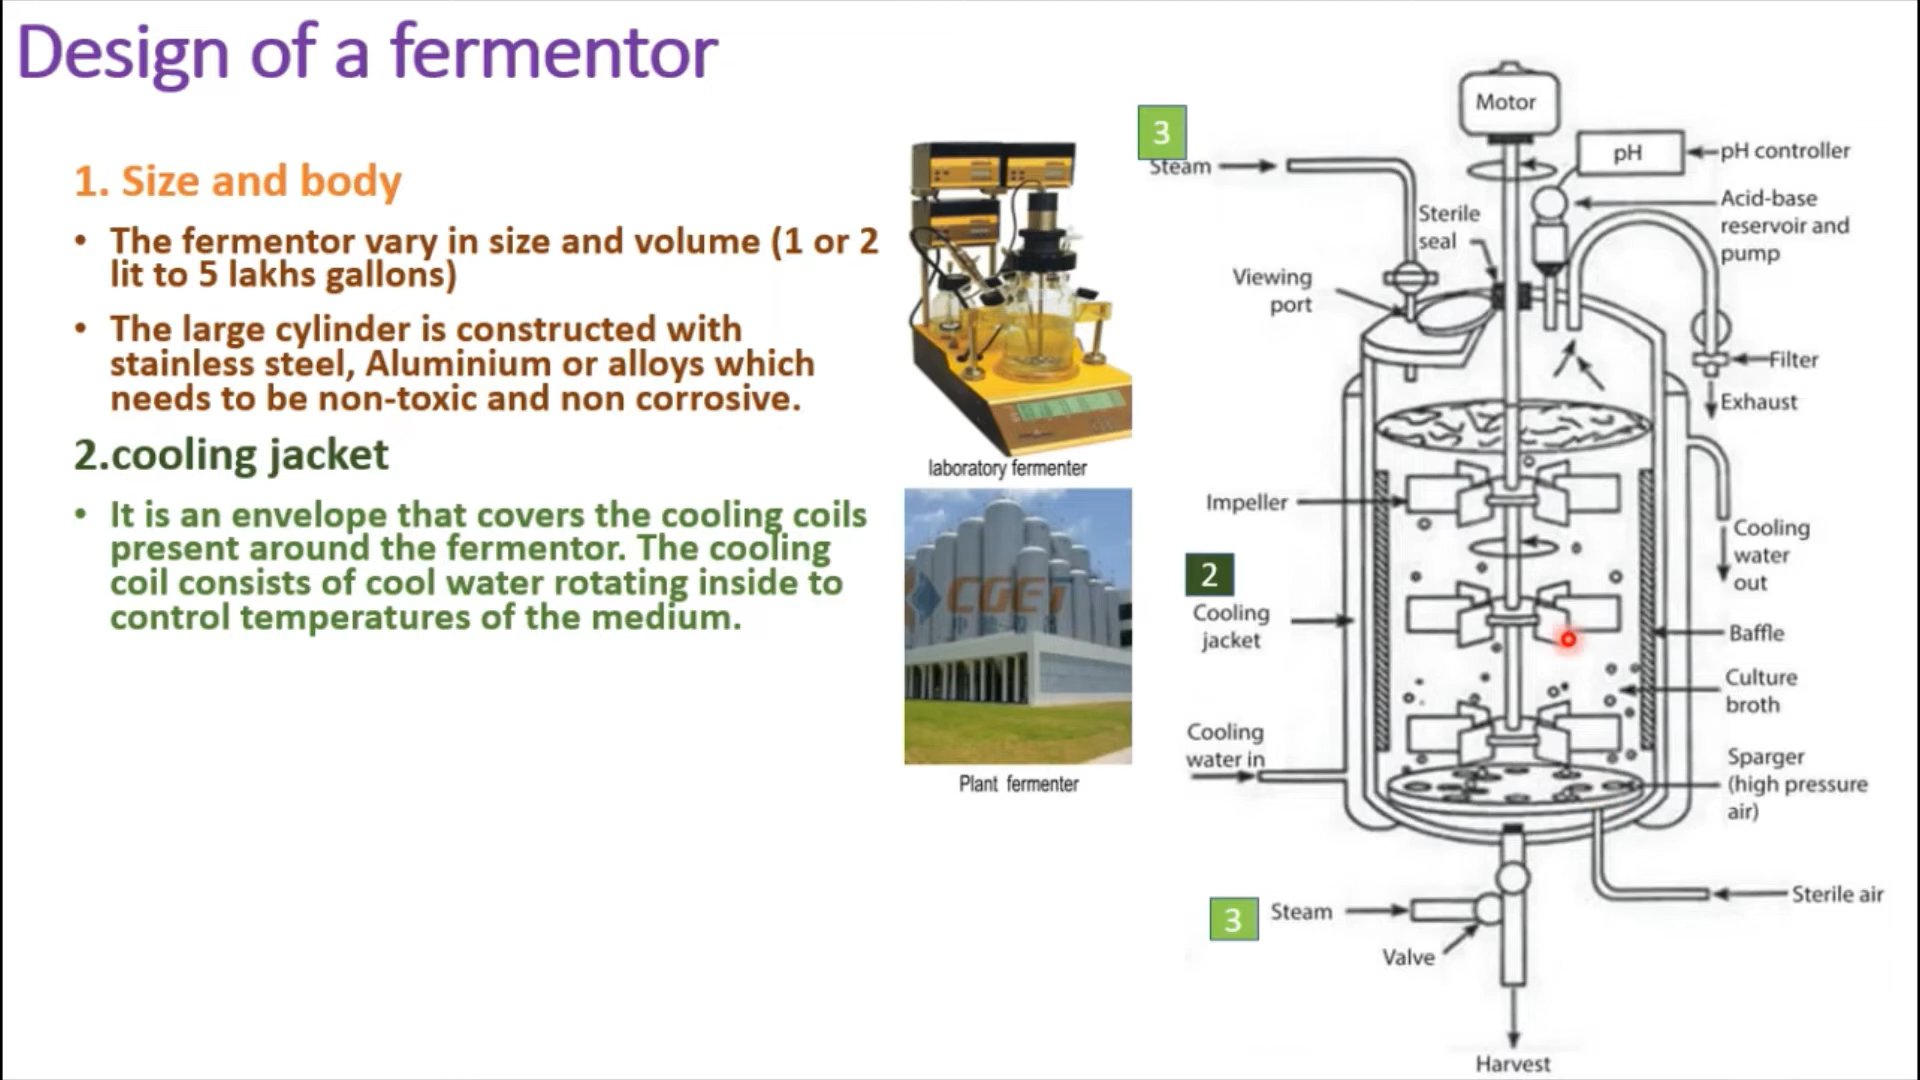 Design of a fermentor
1. Size and body
• The fermentor vary in size and volume (1 or 2
lit to 5 lakhs gallons)
• The large cylinder is constructed with
stainless steel, Aluminium or alloys which
needs to be non-toxic and non corrosive.
2.cooling jacket
• It is an envelope that covers the cooling coils
present around the fermentor. The cooling
coil consists of cool water rotating inside to
control temperatures of the medium.
laboratory fermenter
CGET
Plant fermenter
3
Steam
Motor
pH
pH controller
Acid-base
reservoir and
pump
Sterile
seal
Viewing
port
Filter
Exhaust
Impeller
Cooling
water
out
2
Cooling
jacket
Baffle
Culture
broth
Cooling
water in
Sparger
(high pressure
air)
Sterile air
3
Steam
Valve
Harvest